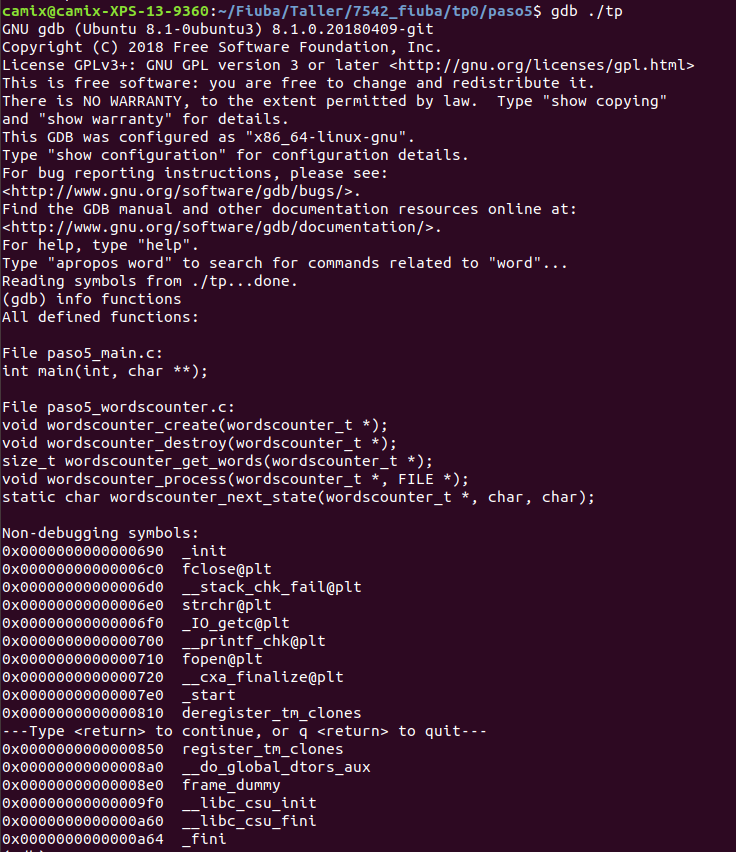 camix@camix-XPS-13-9360:~/Fiuba/Taller/7542_fiuba/tp0/paso5$ gdb ./tp
GNU gdb (Ubuntu 8.1-0ubuntu3) 8.1.0.20180409-git
Copyright (C) 2018 Free Software Foundation, Inc.
License GPLv3+: GNU GPL version 3 or later <http://gnu.org/licenses/gpl.html>
This is free software: you are free to change and redistribute it.
There is NO WARRANTY, to the extent permitted by law.  Type "show copying"
and "show warranty" for details.
This GDB was configured as "x86_64-linux-gnu".
Type "show configuration" for configuration details.
For bug reporting instructions, please see:
<http://www.gnu.org/software/gdb/bugs/>.
Find the GDB manual and other documentation resources online at:
<http://www.gnu.org/software/gdb/documentation/>.
For help, type "help".
Type "apropos word" to search for commands related to "word"...
Reading symbols from ./tp...done.
(gdb) info functions
All defined functions:

File paso5_main.c:
int main(int, char **);

File paso5_wordscounter.c:
void wordscounter_create(wordscounter_t *);
void wordscounter_destroy(wordscounter_t *);
size_t wordscounter_get_words(wordscounter_t *);
void wordscounter_process(wordscounter_t *, FILE *);
static char wordscounter_next_state(wordscounter_t *, char, char);

Non-debugging symbols:
0x0000000000000690  _init
0x00000000000006c0  fclose@plt
0x00000000000006d0  __stack_chk_fail@plt
0x00000000000006e0  strchr@plt
0x00000000000006f0  _IO_getc@plt
0x0000000000000700  __printf_chk@plt
0x0000000000000710  fopen@plt
0x0000000000000720  __cxa_finalize@plt
0x00000000000007e0  _start
0x0000000000000810  deregister_tm_clones
---Type <return> to continue, or q <return> to quit---
0x0000000000000850  register_tm_clones
0x00000000000008a0  __do_global_dtors_aux
0x00000000000008e0  frame_dummy
0x00000000000009f0  __libc_csu_init
0x0000000000000a60  __libc_csu_fini
0x0000000000000a64  _fini